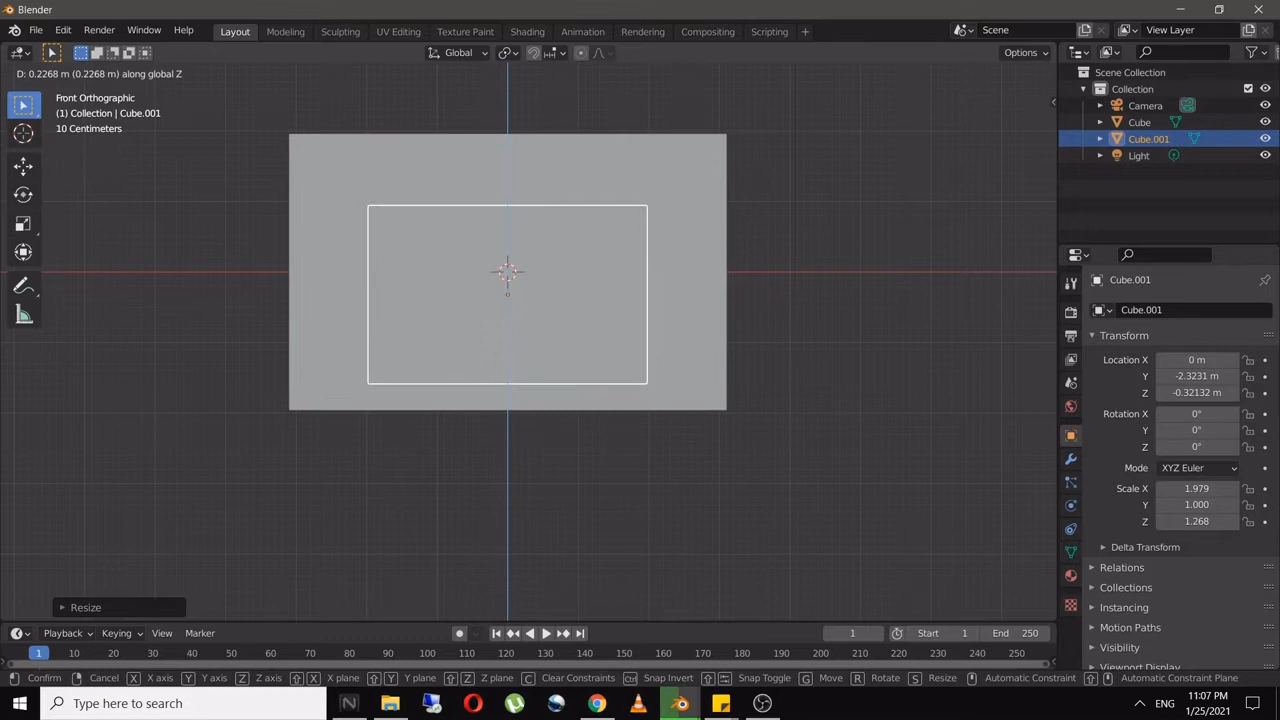 Blender
File Edit Render Window Help Layout Modeling Sculpting UV Editing Texture Paint Shading Animation Rendering Compositing Scripting + Scene View Layer
Global Options
D: 0.2268 m (0.2268 m) along global Z
Front Orthographic
(1) Collection | Cube.001
10 Centimeters
Scene Collection
Collection
Camera
Cube
Cube.001
Light
Cube.001
Cube.001
Transform
Location X 0 m
Y -2.3231 m
Z -0.32132 m
Rotation X 0°
Y 0°
Z 0°
Mode XYZ Euler
Scale X 1.979
Y 1.000
Z 1.268
Delta Transform
Relations
Collections
Instancing
Motion Paths
Visibility
Viewport Display
Resize
Playback Keying View Marker 1 Start 1 End 250
1 10 20 30 40 50 60 70 80 90 100 110 120 130 140 150 160 170 180 190 200 210 220 230 240 250
Confirm Cancel X X axis Y Y axis Z Z axis X X plane Y Y plane Z Z plane C Clear Constraints Ctrl Snap Invert Snap Toggle G Move R Rotate S Resize Automatic Constraint Automatic Constraint Plane
Type here to search
ENG
11:07 PM
1/25/2021